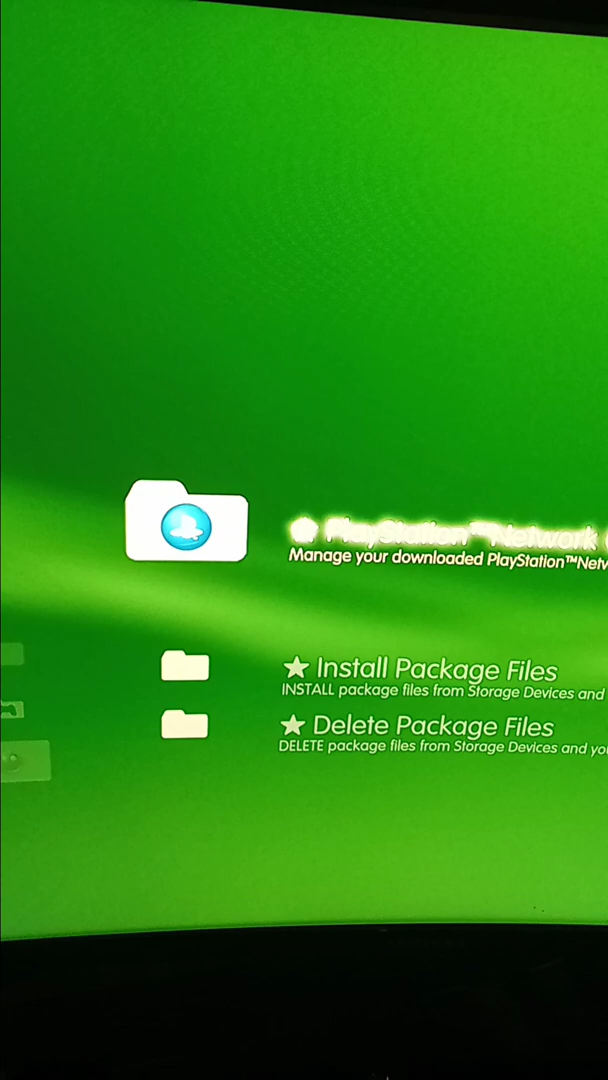 ★ PlayStation™Network
Manage your downloaded PlayStation™Netw
★ Install Package Files
INSTALL package files from Storage Devices and
★ Delete Package Files
DELETE package files from Storage Devices and you